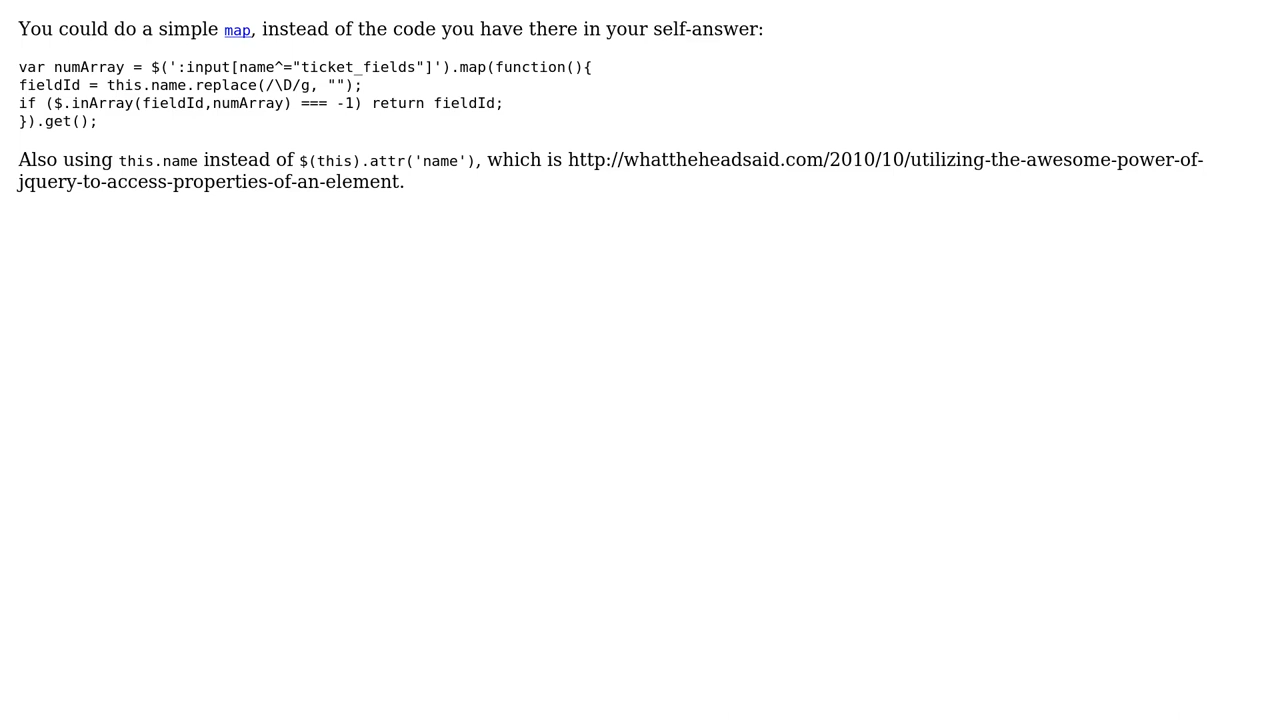 You could do a simple map, instead of the code you have there in your self-answer:
var numArray = $(':input[name^="ticket_fields"]').map(function(){
fieldId = this.name.replace(/\D/g, "");
if ($.inArray(fieldId,numArray) === -1) return fieldId;
}).get();
Also using this.name instead of $(this).attr('name'), which is http://whattheheadsaid.com/2010/10/utilizing-the-awesome-power-of-
jquery-to-access-properties-of-an-element.